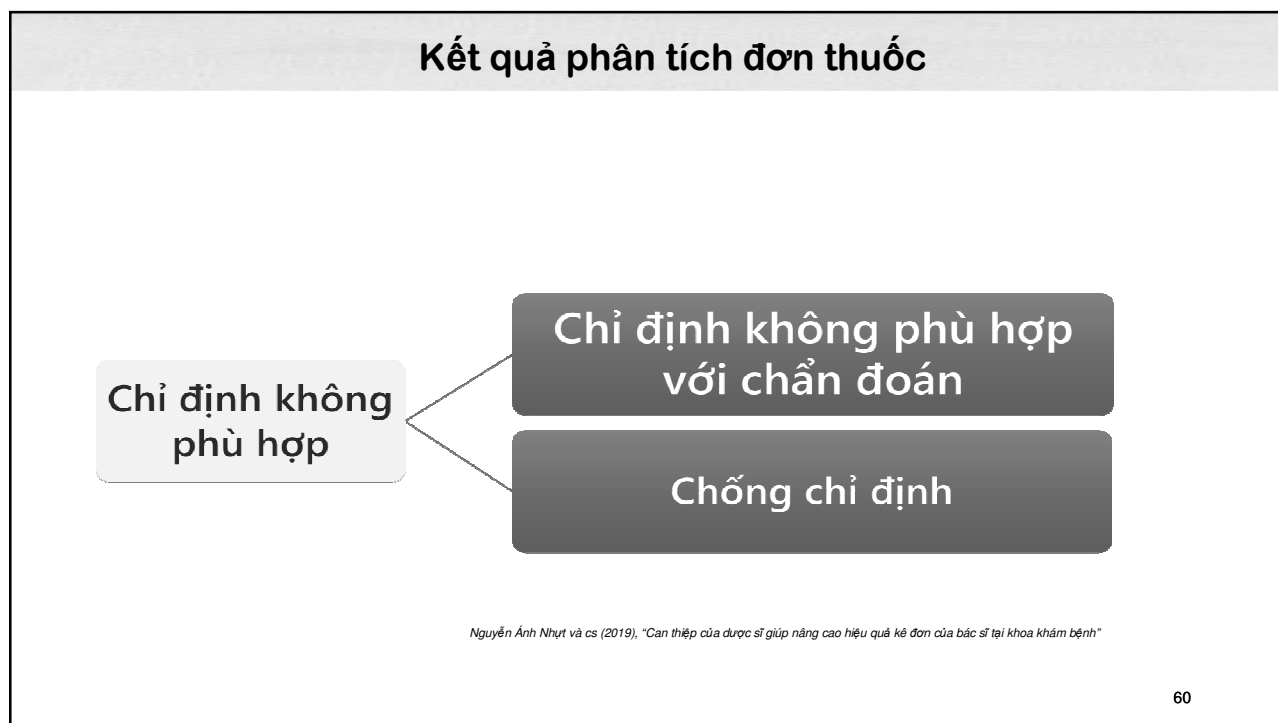 Kết quả phân tích đơn thuốc
Chỉ định không
phù hợp
Chỉ định không phù hợp
với chẩn đoán
Chống chỉ định
Nguyễn Ánh Nhựt và cs (2019), “Can thiệp của dược sĩ giúp nâng cao hiệu quả kê đơn của bác sĩ tại khoa khám bệnh”
60